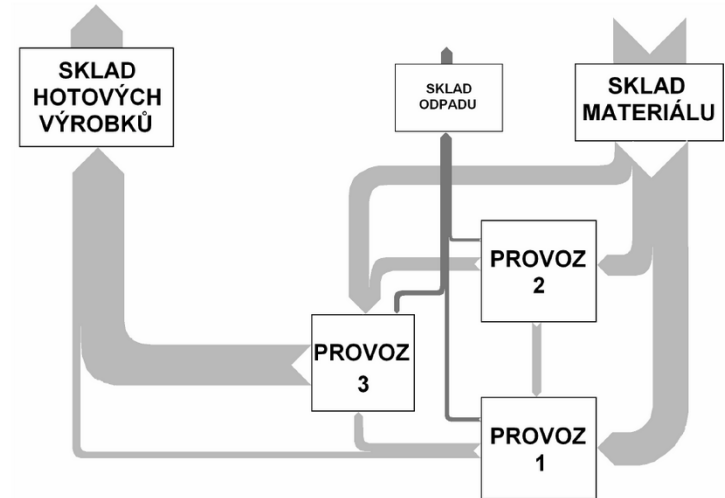 SKLAD
HOTOVÝCH
VÝROBKŮ
SKLAD
ODPADU
SKLAD
MATERIÁLU
PROVOZ
2
PROVOZ
3
PROVOZ
1